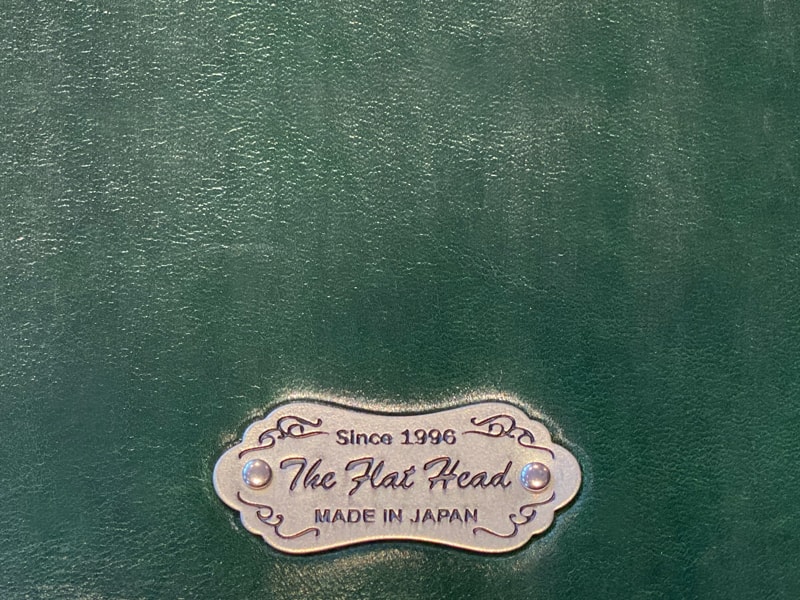 Since 1996
The Flat Head
MADE IN JAPAN